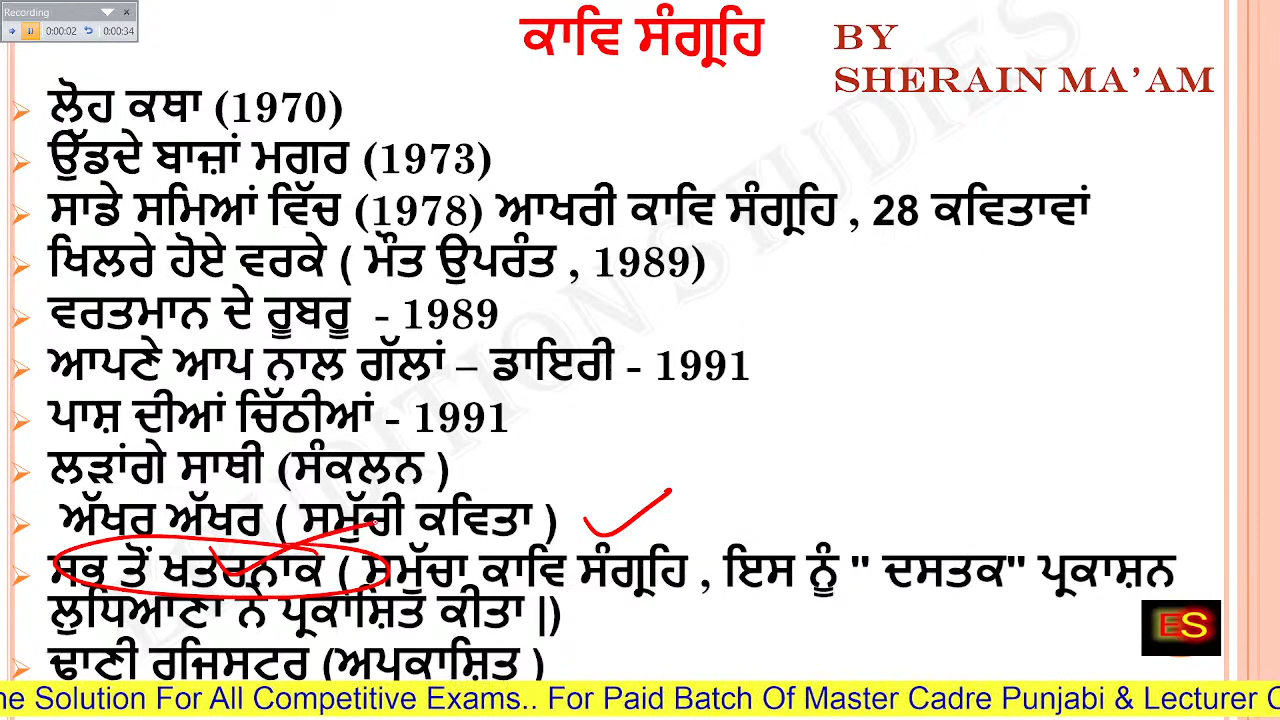 Recording
0:00:02 0:00:34
ਕਾਵਿ ਸੰਗ੍ਰਹਿ
BY
SHERAIN MA'AM
ਲੋਹ ਕਥਾ (1970)
ਉੱਡਦੇ ਬਾਜ਼ਾਂ ਮਗਰ (1973)
ਸਾਡੇ ਸਮਿਆਂ ਵਿੱਚ (1978) ਆਖਰੀ ਕਾਵਿ ਸੰਗ੍ਰਹਿ , 28 ਕਵਿਤਾਵਾਂ
ਖਿਲਰੇ ਹੋਏ ਵਰਕੇ ( ਮੌਤ ਉਪਰੰਤ , 1989)
ਵਰਤਮਾਨ ਦੇ ਰੂਬਰੂ - 1989
ਆਪਣੇ ਆਪ ਨਾਲ ਗੱਲਾਂ – ਡਾਇਰੀ - 1991
ਪਾਸ਼ ਦੀਆਂ ਚਿੱਠੀਆਂ - 1991
ਲੜਾਂਗੇ ਸਾਥੀ (ਸੰਕਲਨ )
ਅੱਖਰ ਅੱਖਰ ( ਸਮੁੱਚੀ ਕਵਿਤਾ )
ਸਭ ਤੋਂ ਖਤਰਨਾਕ ( ਸਮੁੱਚਾ ਕਾਵਿ ਸੰਗ੍ਰਹਿ , ਇਸ ਨੂੰ " ਦਸਤਕ" ਪ੍ਰਕਾਸ਼ਨ
ਲੁਧਿਆਣਾ ਨੇ ਪ੍ਰਕਾਸ਼ਿਤ ਕੀਤਾ |)
ਢਾਣੀ ਰਜਿਸਟਰ (ਅਪਕਾਸ਼ਿਤ )
ES
he Solution For All Competitive Exams.. For Paid Batch Of Master Cadre Punjabi & Lecturer C